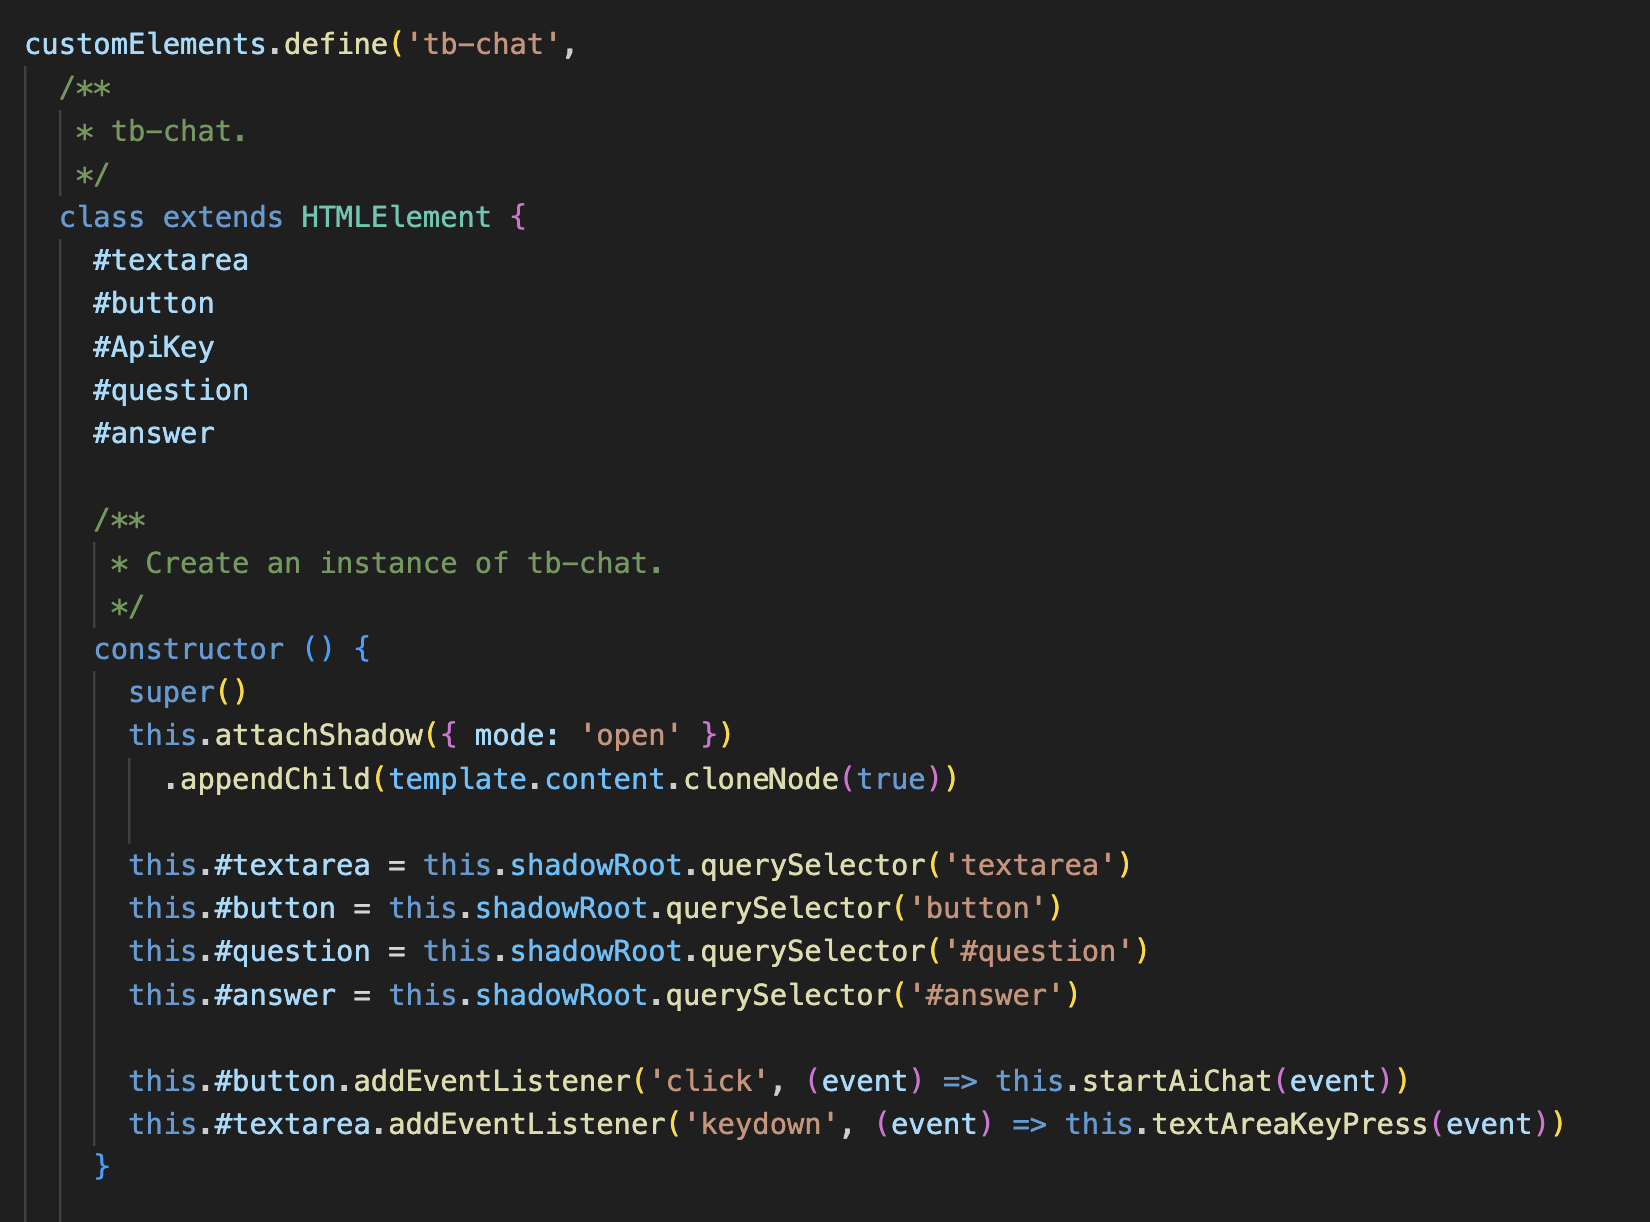 customElements.define('tb-chat',
/**
* tb-chat.
*/
class extends HTMLElement {
#textarea
#button
#ApiKey
#question
#answer
/**
* Create an instance of tb-chat.
*/
constructor () {
super()
this.attachShadow({ mode: 'open' })
.appendChild(template.content.cloneNode(true))
this.#textarea = this.shadowRoot.querySelector('textarea')
this.#button = this.shadowRoot.querySelector('button')
this.#question = this.shadowRoot.querySelector('#question')
this.#answer = this.shadowRoot.querySelector('#answer')
this.#button.addEventListener('click', (event) => this.startAiChat(event))
this.#textarea.addEventListener('keydown', (event) => this.textAreaKeyPress(event))
}